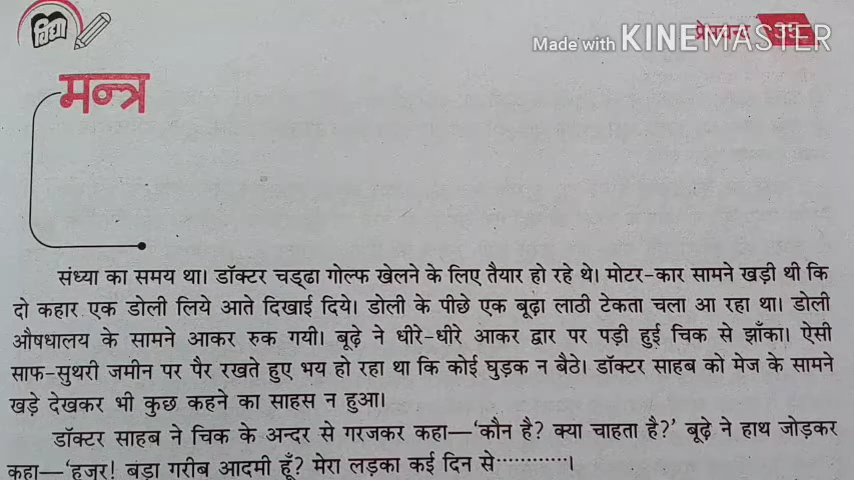 विद्या
Made with KINEMASTER
मन्त्र
संध्या का समय था। डॉक्टर चड्ढा गोल्फ खेलने के लिए तैयार हो रहे थे। मोटर-कार सामने खड़ी थी कि
दो कहार एक डोली लिये आते दिखाई दिये। डोली के पीछे एक बूढ़ा लाठी टेकता चला आ रहा था। डोली
औषधालय के सामने आकर रुक गयी। बूढ़े ने धीरे-धीरे आकर द्वार पर पड़ी हुई चिक से झाँका। ऐसी
साफ-सुथरी जमीन पर पैर रखते हुए भय हो रहा था कि कोई घुड़क न बैठे। डॉक्टर साहब को मेज के सामने
खड़े देखकर भी कुछ कहने का साहस न हुआ।
डॉक्टर साहब ने चिक के अन्दर से गरजकर कहा—‘कौन है? क्या चाहता है?’ बूढ़े ने हाथ जोड़कर
कहा—‘हुजूर! बड़ा गरीब आदमी हूँ? मेरा लड़का कई दिन से············।